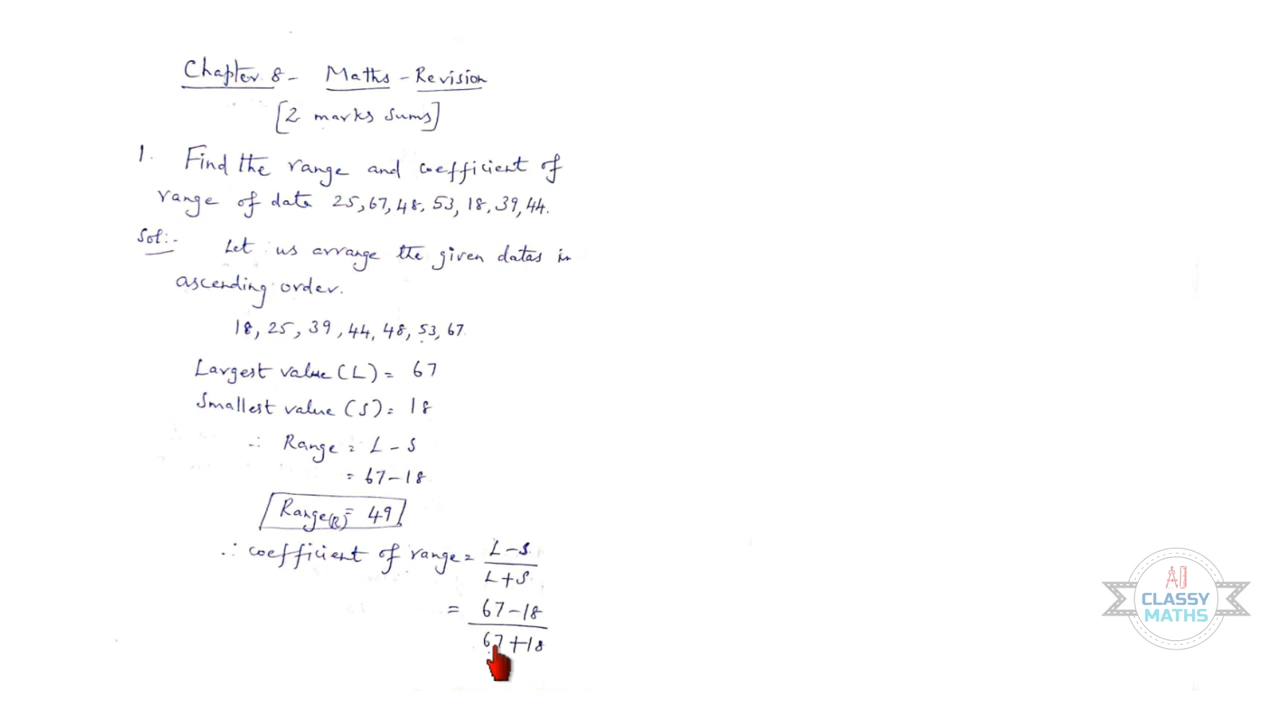 Chapter 8 - Maths - Revision
[2 marks Sums]
1. Find the range and coefficient of
range of data 25, 67, 48, 53, 18, 39, 44.
Sol:- Let us arrange the given datas in
ascending order.
18, 25, 39, 44, 48, 53, 67
Largest value (L) = 67
Smallest value (S) = 18
∴ Range = L - S
= 67 - 18
Range(R) = 49
∴ coefficient of range = L - S
L + S
= 67 - 18
67 + 18
CLASSY
MATHS